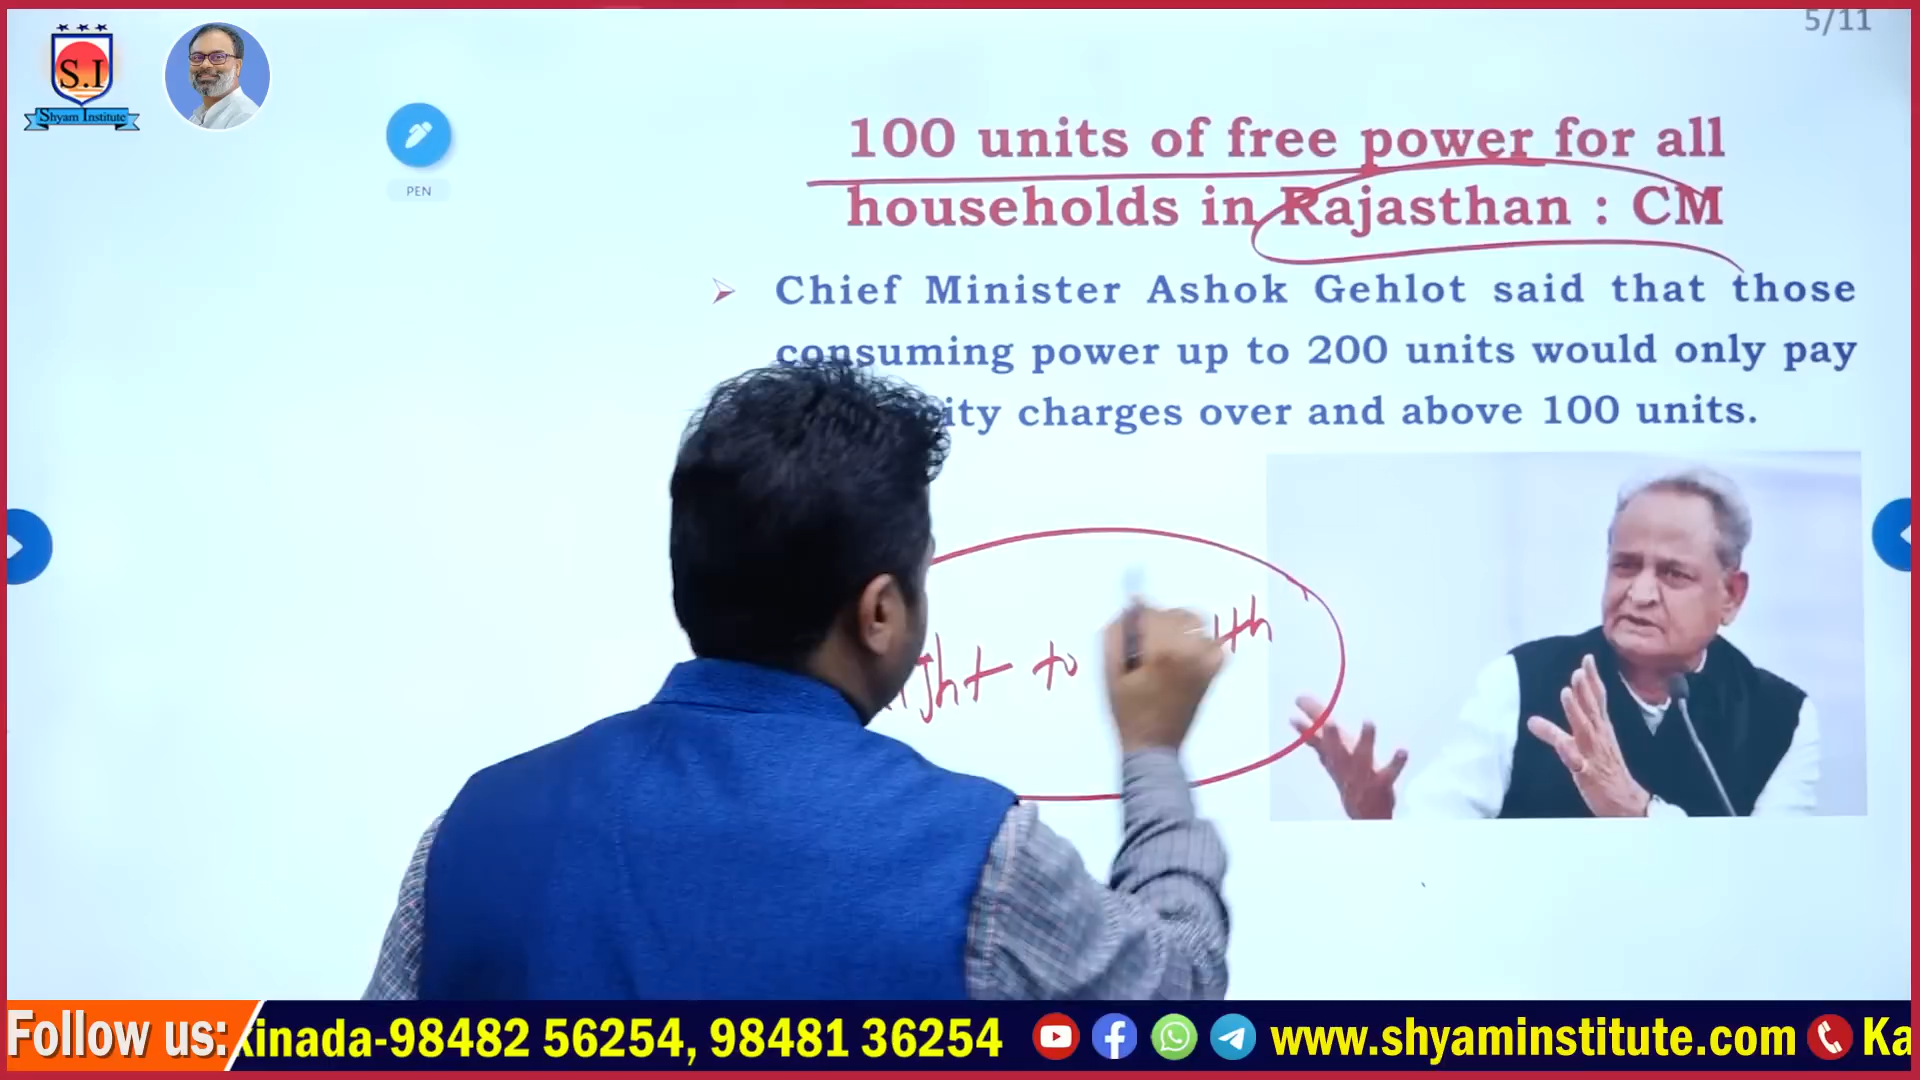 5/11
S.I
Shyam Institute
PEN
100 units of free power for all
households in Rajasthan : CM
Chief Minister Ashok Gehlot said that those
consuming power up to 200 units would only pay
charges over and above 100 units.
to
Follow us:
kinada-98482 56254, 98481 36254
www.shyaminstitute.com
Ka